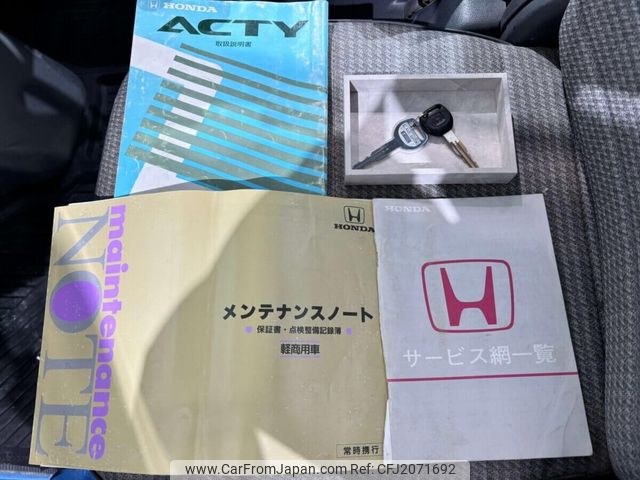 HONDA
ACTY
取扱説明書
maintenance
NOTE
HONDA
メンテナンスノート
保証書・点検整備記録簿
軽商用車
常時携行
HONDA
サービス網一覧
www.CarFromJapan.com - Ref:CFJ2071692